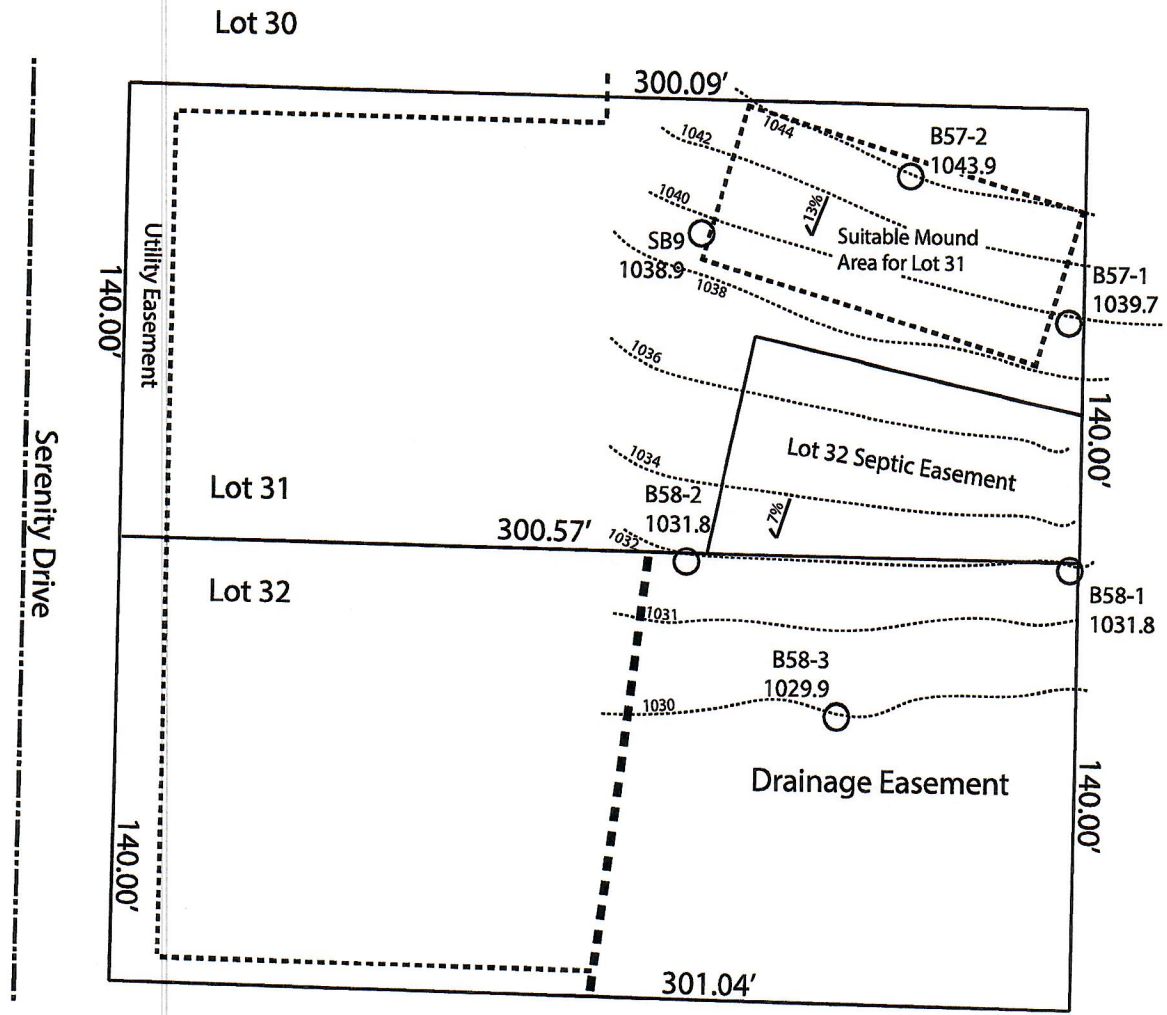 Lot 30
300.09’
1044
B57-2
1043.9
1042
1040
<13%
Suitable Mound
Area for Lot 31
SB9
1038.9
1038
B57-1
1039.7
Utility Easement
140.00’
1036
140.00’
Serenity Drive
Lot 32 Septic Easement
1034
Lot 31
B58-2
1031.8
<7%
300.57’
1032
Lot 32
B58-1
1031.8
1031
B58-3
1029.9
1030
Drainage Easement
140.00’
140.00’
301.04’